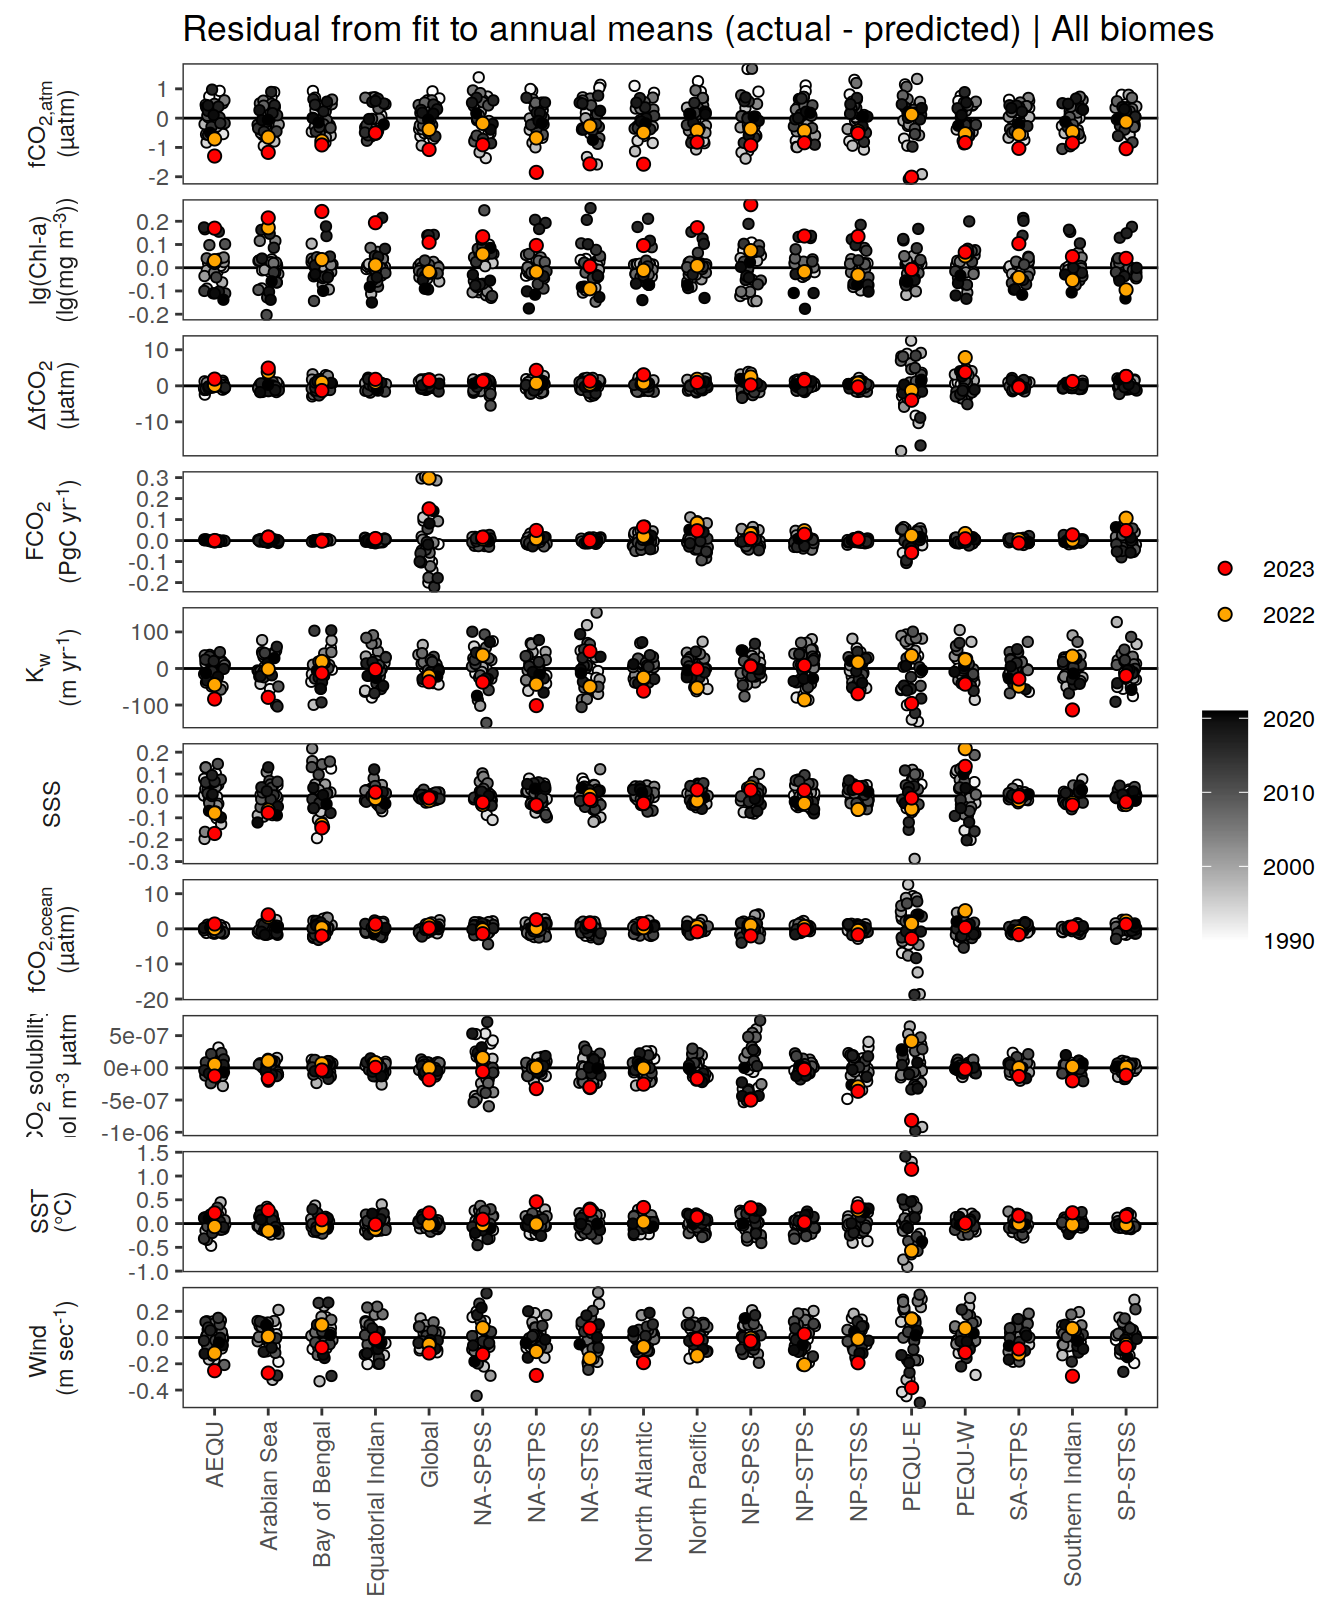 Residual from fit to annual means (actual - predicted) | All biomes
fCO2,atm
(µatm)
1
0
-1
-2
lg(Chl-a)
(lg(mg m-3))
0.2
0.1
0.0
-0.1
-0.2
ΔfCO2
(µatm)
10
0
-10
FCO2
(PgC yr-1)
0.3
0.2
0.1
0.0
-0.1
-0.2
Kw
(m yr-1)
100
0
-100
SSS
0.2
0.1
0.0
-0.1
-0.2
-0.3
fCO2,ocean
(µatm)
10
0
-10
-20
CO2 solubility
ol m-3 µatm
5e-07
0e+00
-5e-07
-1e-06
SST
(°C)
1.5
1.0
0.5
0.0
-0.5
-1.0
Wind
(m sec-1)
0.2
0.0
-0.2
-0.4
AEQU
Arabian Sea
Bay of Bengal
Equatorial Indian
Global
NA-SPSS
NA-STPS
NA-STSS
North Atlantic
North Pacific
NP-SPSS
NP-STPS
NP-STSS
PEQU-E
PEQU-W
SA-STPS
Southern Indian
SP-STSS
2023
2022
2020
2010
2000
1990